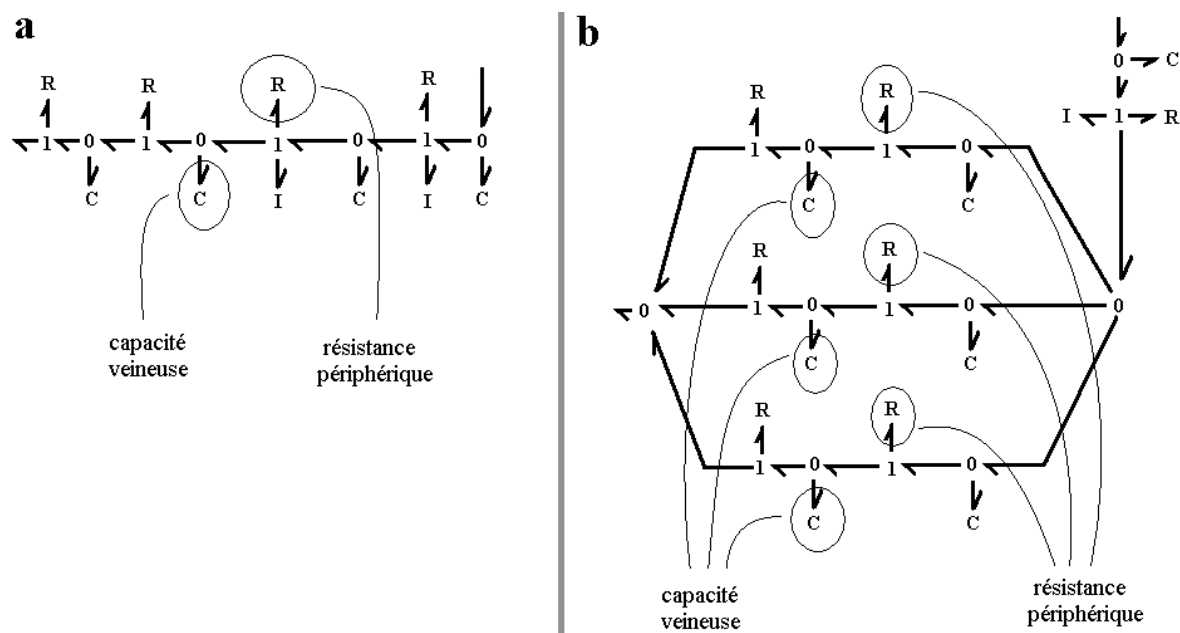 a
R R R R
1 0 1 0 1 0 1 0
C C I C I C
capacité
veineuse
résistance
périphérique
b
0 C
I 1 R
R R
1 0 1 0
C C
R R
0 1 0 1 0 0
C C
R R
1 0 1 0
C C
capacité
veineuse
résistance
périphérique